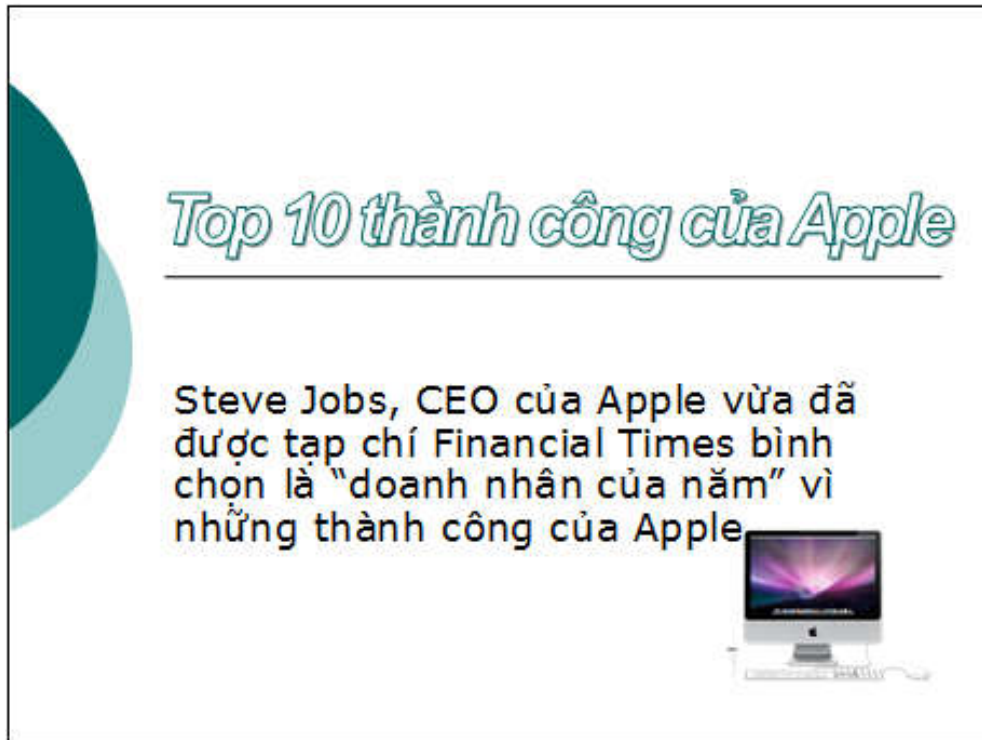 Top 10 thành công của Apple
Steve Jobs, CEO của Apple vừa đã
được tạp chí Financial Times bình
chọn là “doanh nhân của năm” vì
những thành công của Apple